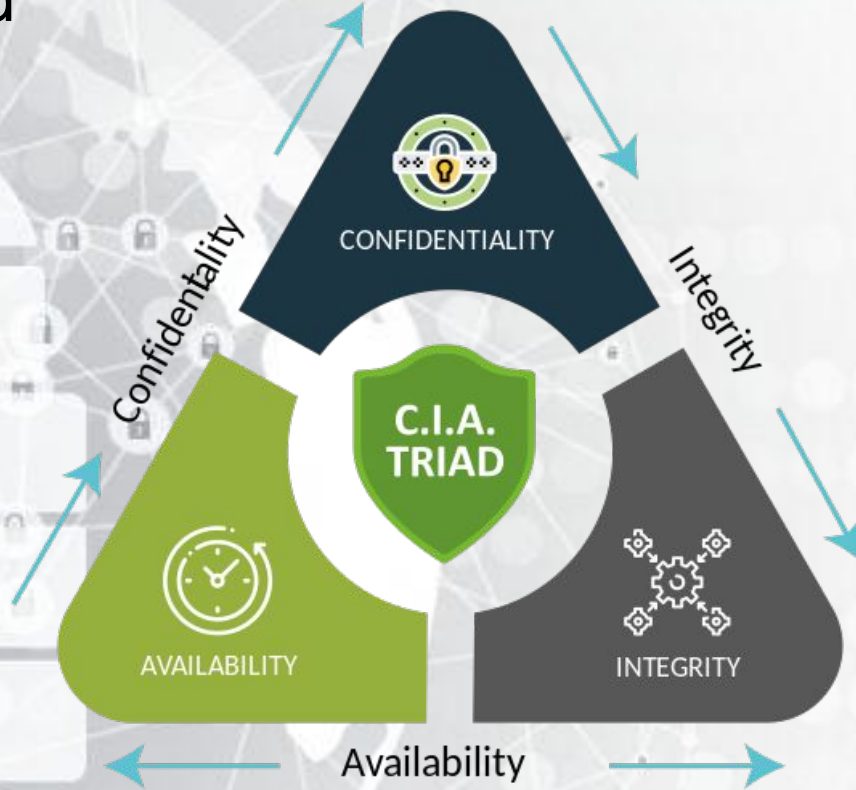 CONFIDENTIALITY
Confidentality
Integrity
C.I.A.
TRIAD
AVAILABILITY
INTEGRITY
Availability